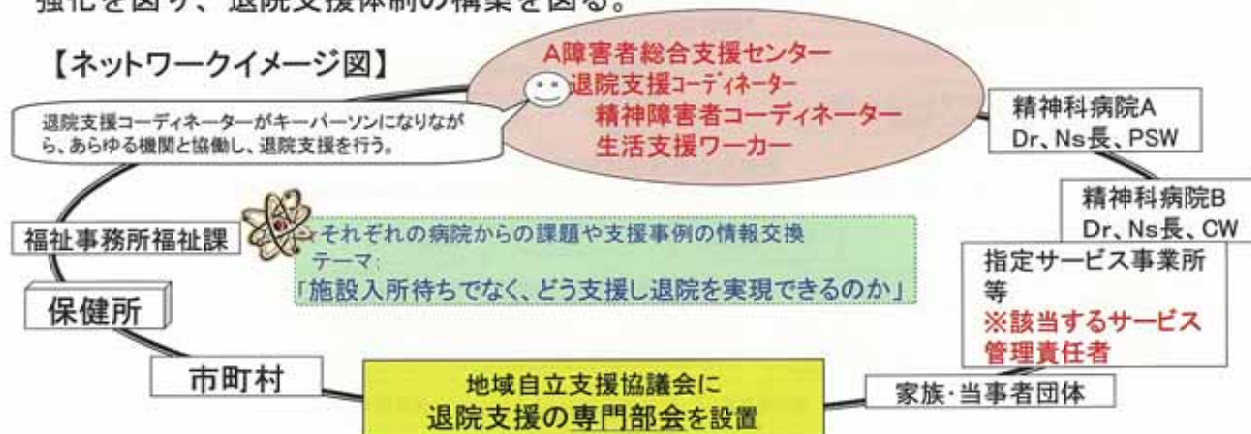 強化を図り、退院支援体制の構築を図る。
【ネットワークイメージ図】
A障害者総合支援センター
退院支援コーディネーター
精神障害者コーディネーター
生活支援ワーカー
退院支援コーディネーターがキーパーソンになりなが
ら、あらゆる機関と協働し、退院支援を行う。
精神科病院A
Dr、Ns長、PSW
精神科病院B
Dr、Ns長、CW
福祉事務所福祉課
☆それぞれの病院からの課題や支援事例の情報交換
テーマ:
「施設入所待ちでなく、どう支援し退院を実現できるのか」
指定サービス事業所
等
※該当するサービス
管理責任者
保健所
市町村
地域自立支援協議会に
退院支援の専門部会を設置
家族・当事者団体